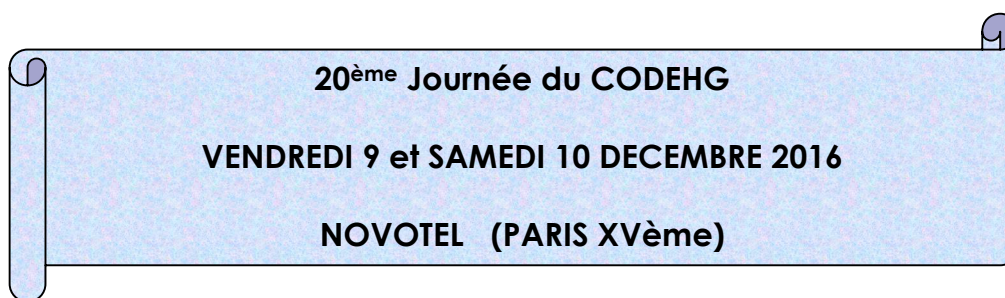 20ème Journée du CODEHG
VENDREDI 9 et SAMEDI 10 DECEMBRE 2016
NOVOTEL (PARIS XVème)